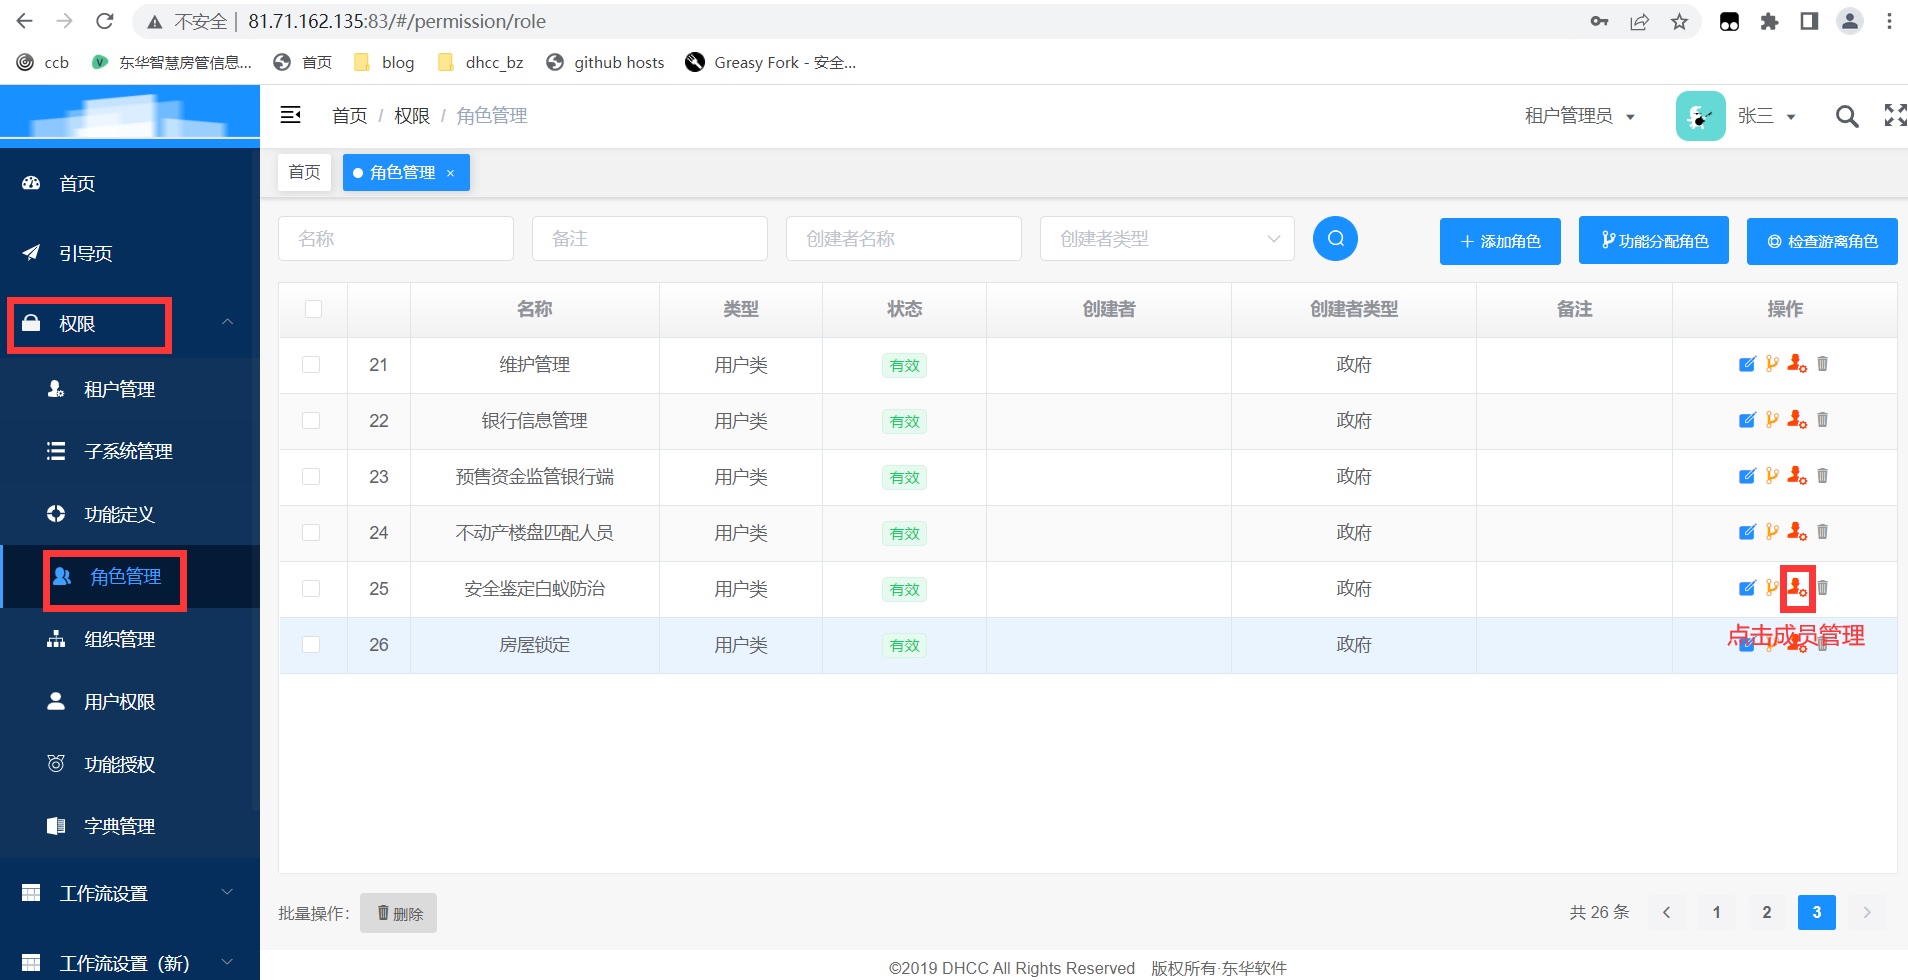 不安全 | 81.71.162.135:83/#/permission/role
ccb 东华智慧房管信息... 首页 blog dhcc_bz github hosts Greasy Fork - 安全...
首页 / 权限 / 角色管理 租户管理员 张三
首页 角色管理 ×
首页
引导页
权限
租户管理
子系统管理
功能定义
角色管理
组织管理
用户权限
功能授权
字典管理
工作流设置
工作流设置（新）
名称 备注 创建者名称 创建者类型 + 添加角色 功能分配角色 检查游离角色
名称 类型 状态 创建者 创建者类型 备注 操作
21 维护管理 用户类 有效 政府
22 银行信息管理 用户类 有效 政府
23 预售资金监管银行端 用户类 有效 政府
24 不动产楼盘匹配人员 用户类 有效 政府
25 安全鉴定白蚁防治 用户类 有效 政府
点击成员管理
26 房屋锁定 用户类 有效 政府
批量操作： 删除 共 26 条 1 2 3
©2019 DHCC All Rights Reserved 版权所有·东华软件